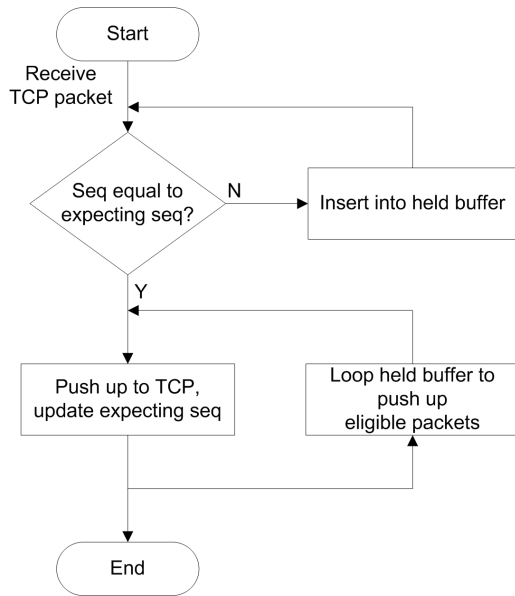 Start
Receive
TCP packet
Seq equal to
expecting seq?
N
Insert into held buffer
Y
Push up to TCP,
update expecting seq
Loop held buffer to
push up
eligible packets
End